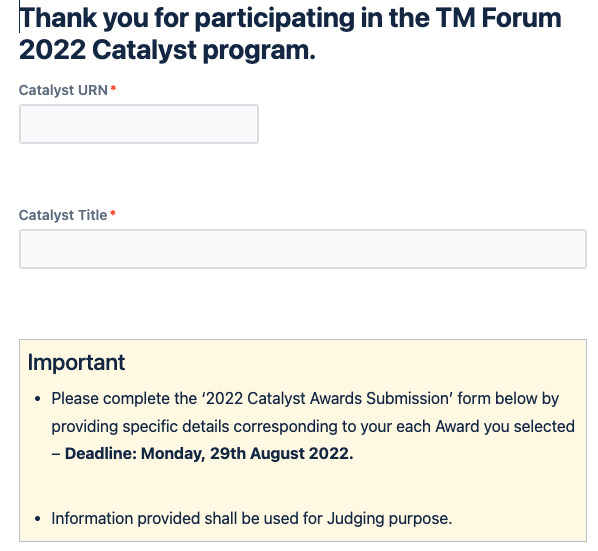 Thank you for participating in the TM Forum
2022 Catalyst program.
Catalyst URN *
Catalyst Title *
Important
• Please complete the ‘2022 Catalyst Awards Submission’ form below by
providing specific details corresponding to your each Award you selected
– Deadline: Monday, 29th August 2022.
• Information provided shall be used for Judging purpose.